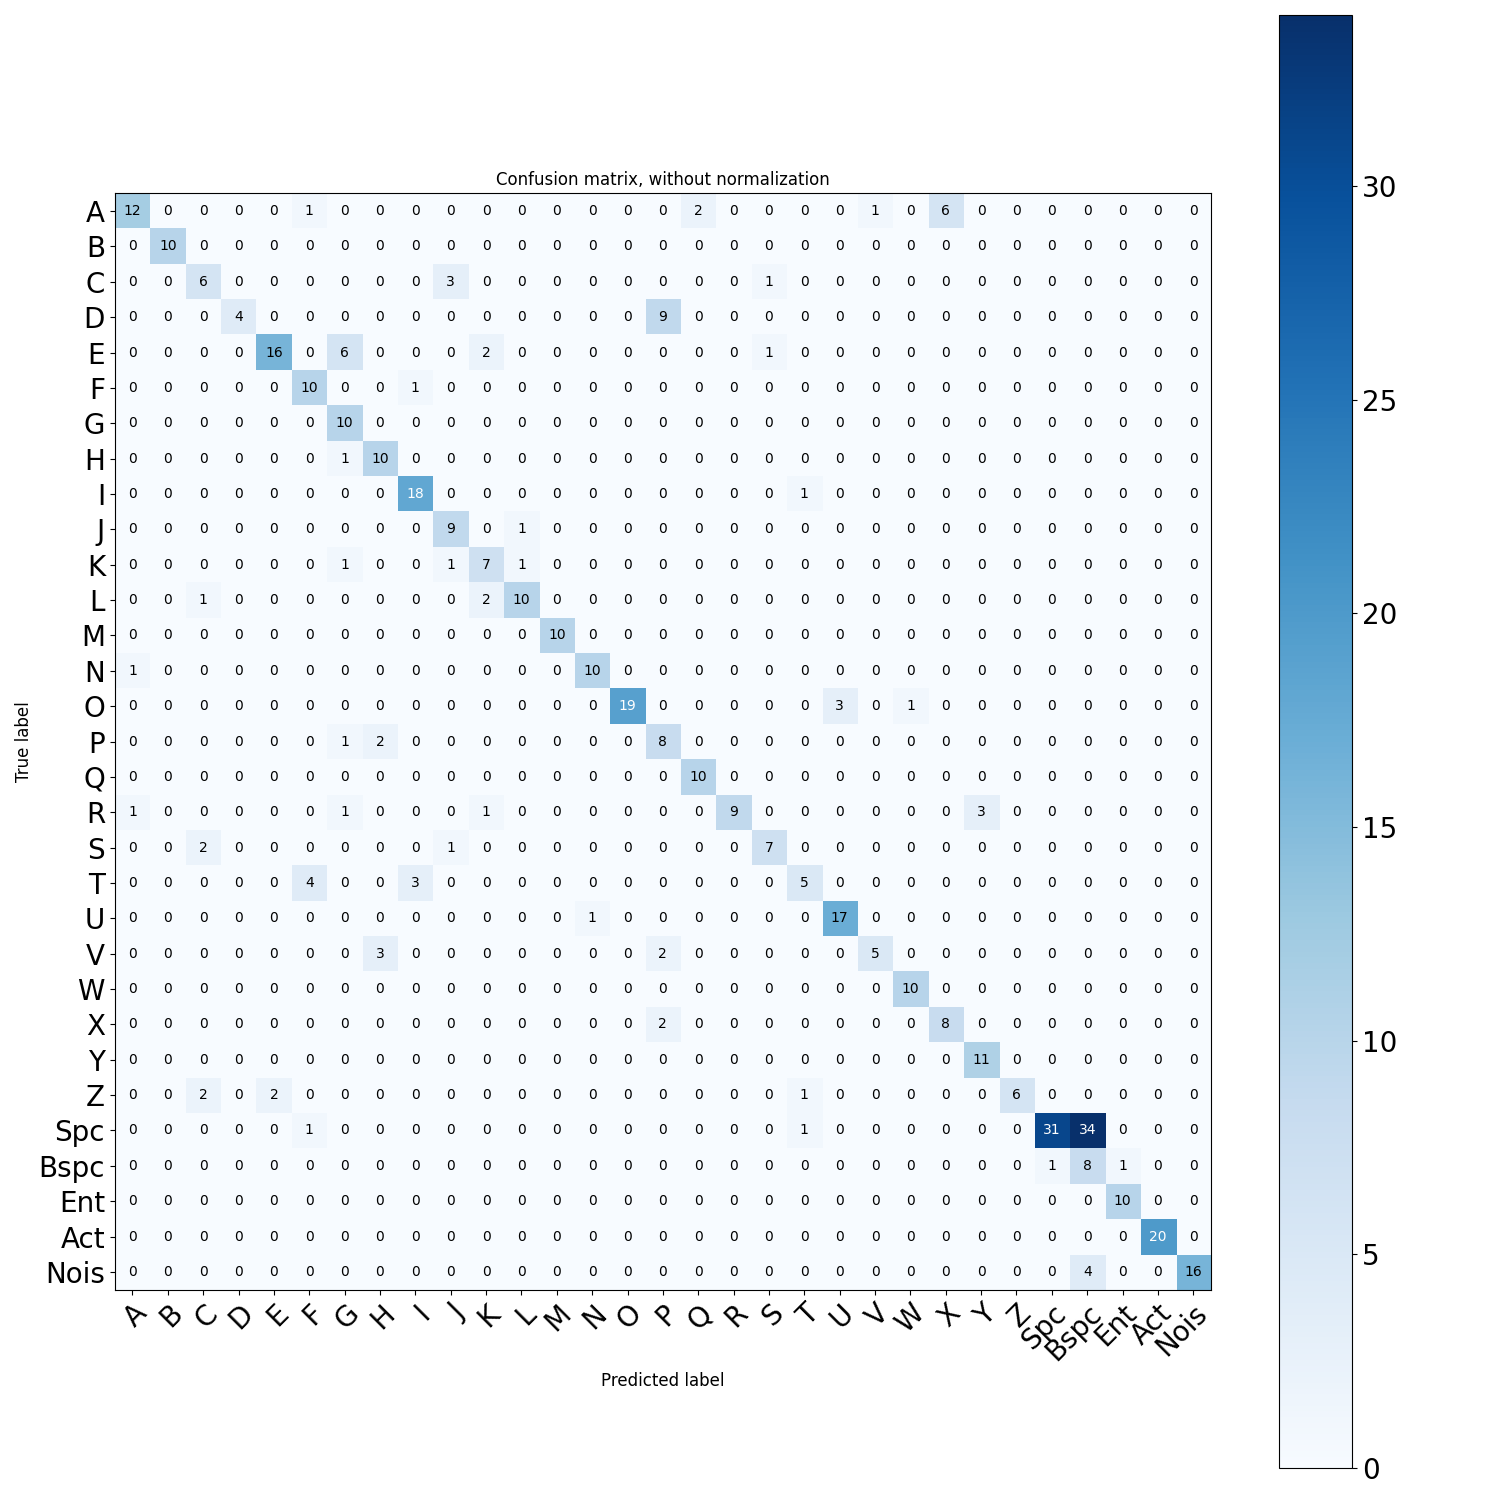 Confusion matrix, without normalization
True label
A 12 0 0 0 0 1 0 0 0 0 0 0 0 0 0 0 2 0 0 0 0 1 0 6 0 0 0 0 0 0 0
B 0 10 0 0 0 0 0 0 0 0 0 0 0 0 0 0 0 0 0 0 0 0 0 0 0 0 0 0 0 0 0
C 0 0 6 0 0 0 0 0 0 3 0 0 0 0 0 0 0 0 1 0 0 0 0 0 0 0 0 0 0 0 0
D 0 0 0 4 0 0 0 0 0 0 0 0 0 0 0 9 0 0 0 0 0 0 0 0 0 0 0 0 0 0 0
E 0 0 0 0 16 0 6 0 0 0 2 0 0 0 0 0 0 0 1 0 0 0 0 0 0 0 0 0 0 0 0
F 0 0 0 0 0 10 0 0 1 0 0 0 0 0 0 0 0 0 0 0 0 0 0 0 0 0 0 0 0 0 0
G 0 0 0 0 0 0 10 0 0 0 0 0 0 0 0 0 0 0 0 0 0 0 0 0 0 0 0 0 0 0 0
H 0 0 0 0 0 0 1 10 0 0 0 0 0 0 0 0 0 0 0 0 0 0 0 0 0 0 0 0 0 0 0
I 0 0 0 0 0 0 0 0 18 0 0 0 0 0 0 0 0 0 0 1 0 0 0 0 0 0 0 0 0 0 0
J 0 0 0 0 0 0 0 0 0 9 0 1 0 0 0 0 0 0 0 0 0 0 0 0 0 0 0 0 0 0 0
K 0 0 0 0 0 0 1 0 0 1 7 1 0 0 0 0 0 0 0 0 0 0 0 0 0 0 0 0 0 0 0
L 0 0 1 0 0 0 0 0 0 0 2 10 0 0 0 0 0 0 0 0 0 0 0 0 0 0 0 0 0 0 0
M 0 0 0 0 0 0 0 0 0 0 0 0 10 0 0 0 0 0 0 0 0 0 0 0 0 0 0 0 0 0 0
N 1 0 0 0 0 0 0 0 0 0 0 0 0 10 0 0 0 0 0 0 0 0 0 0 0 0 0 0 0 0 0
O 0 0 0 0 0 0 0 0 0 0 0 0 0 0 19 0 0 0 0 0 3 0 1 0 0 0 0 0 0 0 0
P 0 0 0 0 0 0 1 2 0 0 0 0 0 0 0 8 0 0 0 0 0 0 0 0 0 0 0 0 0 0 0
Q 0 0 0 0 0 0 0 0 0 0 0 0 0 0 0 0 10 0 0 0 0 0 0 0 0 0 0 0 0 0 0
R 1 0 0 0 0 0 1 0 0 0 1 0 0 0 0 0 0 9 0 0 0 0 0 0 3 0 0 0 0 0 0
S 0 0 2 0 0 0 0 0 0 1 0 0 0 0 0 0 0 0 7 0 0 0 0 0 0 0 0 0 0 0 0
T 0 0 0 0 0 4 0 0 3 0 0 0 0 0 0 0 0 0 0 5 0 0 0 0 0 0 0 0 0 0 0
U 0 0 0 0 0 0 0 0 0 0 0 0 0 1 0 0 0 0 0 0 17 0 0 0 0 0 0 0 0 0 0
V 0 0 0 0 0 0 0 3 0 0 0 0 0 0 0 2 0 0 0 0 0 5 0 0 0 0 0 0 0 0 0
W 0 0 0 0 0 0 0 0 0 0 0 0 0 0 0 0 0 0 0 0 0 0 10 0 0 0 0 0 0 0 0
X 0 0 0 0 0 0 0 0 0 0 0 0 0 0 0 2 0 0 0 0 0 0 0 8 0 0 0 0 0 0 0
Y 0 0 0 0 0 0 0 0 0 0 0 0 0 0 0 0 0 0 0 0 0 0 0 0 11 0 0 0 0 0 0
Z 0 0 2 0 2 0 0 0 0 0 0 0 0 0 0 0 0 0 0 1 0 0 0 0 0 6 0 0 0 0 0
Spc 0 0 0 0 0 1 0 0 0 0 0 0 0 0 0 0 0 0 0 1 0 0 0 0 0 0 31 34 0 0 0
Bspc 0 0 0 0 0 0 0 0 0 0 0 0 0 0 0 0 0 0 0 0 0 0 0 0 0 0 1 8 1 0 0
Ent 0 0 0 0 0 0 0 0 0 0 0 0 0 0 0 0 0 0 0 0 0 0 0 0 0 0 0 0 10 0 0
Act 0 0 0 0 0 0 0 0 0 0 0 0 0 0 0 0 0 0 0 0 0 0 0 0 0 0 0 0 0 20 0
Nois 0 0 0 0 0 0 0 0 0 0 0 0 0 0 0 0 0 0 0 0 0 0 0 0 0 0 0 4 0 0 16
A B C D E F G H I J K L M N O P Q R S T U V W X Y Z Spc Bspc Ent Act Nois
Predicted label
30
25
20
15
10
5
0